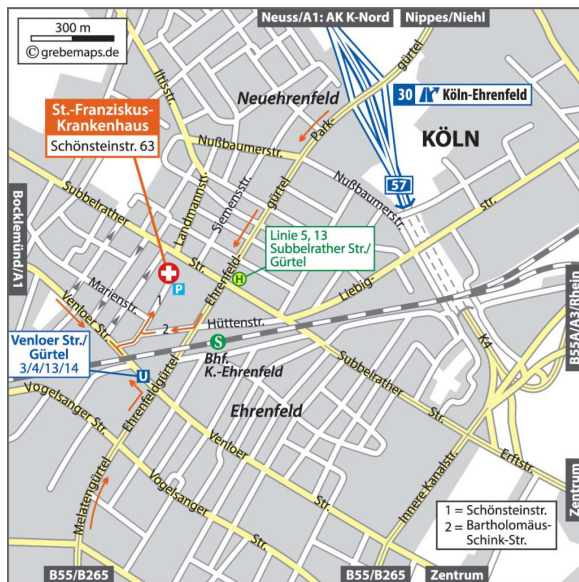 300 m
© grebemaps.de
Neuss/A1: AK K-Nord
Nippes/Niehl
30 Köln-Ehrenfeld
KÖLN
57
Neuehrenfeld
Iltisstr.
gürtel
Park-
Nußbaumerstr.
Nußbaumerstr.
St.-Franziskus-
Krankenhaus
Schönsteinstr. 63
Subbelrather
Str.
Landmannstr.
Siemensstr.
gürtel
Ehrenfeld
Linie 5, 13
Subbelrather Str./
Gürtel
H
str.
Liebig-
Bocklemünd/A1
Marienstr.
P
1
2
Hüttenstr.
Venloer Str.
Venloer Str./
Gürtel
3/4/13/14
U
S
Bhf.
K.-Ehrenfeld
B55A/A3/Rhein
K4
Subbelrather
Str.
Vogelsanger Str.
Ehrenfeldgürtel
Ehrenfeld
Venloer
Str.
Vogelsanger
Str.
Melatengürtel
Innere Kanalstr.
Erftstr.
Zentrum
1 = Schönsteinstr.
2 = Bartholomäus-
Schink-Str.
B55/B265
B55/B265
Zentrum